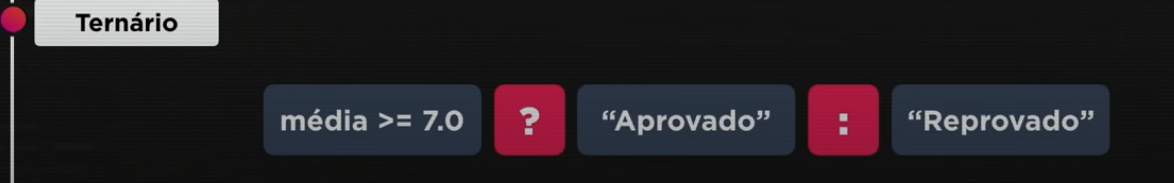 Ternário
média >= 7.0 ? “Aprovado” : “Reprovado”